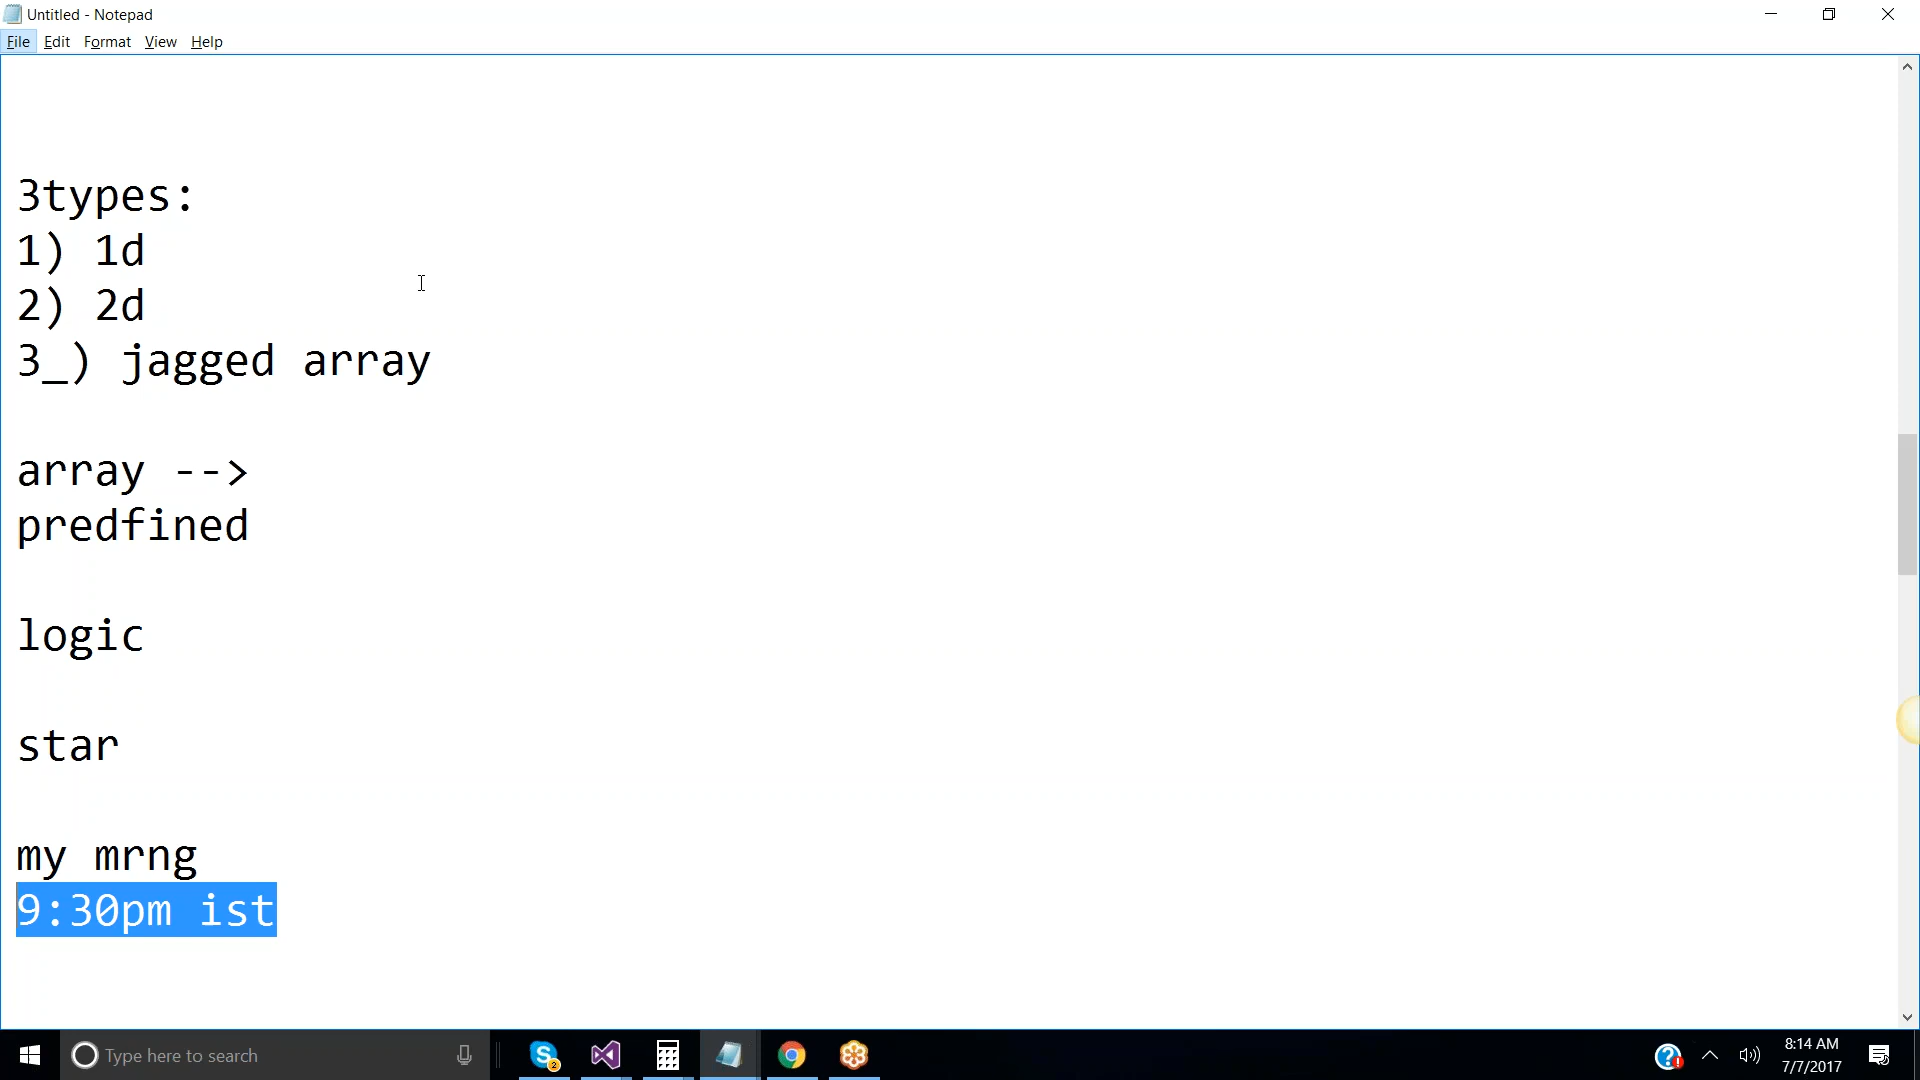 Untitled - Notepad
File Edit Format View Help
3types:
1) 1d
2) 2d
3_) jagged array
array -->
predfined
logic
star
my mrng
9:30pm ist
Type here to search
2
8:14 AM
7/7/2017